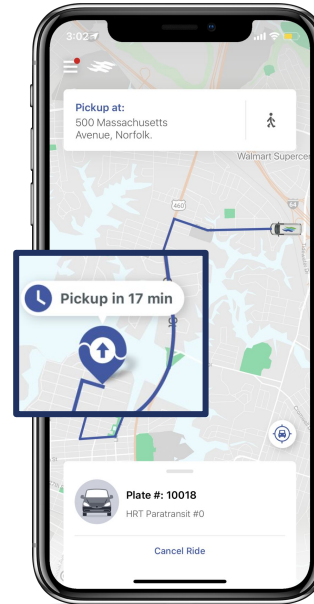 3:02
Pickup at:
500 Massachusetts
Avenue, Norfolk.
Walmart Supercen
460
Pickup in 17 min
Plate #: 10018
HRT Paratransit #0
Cancel Ride